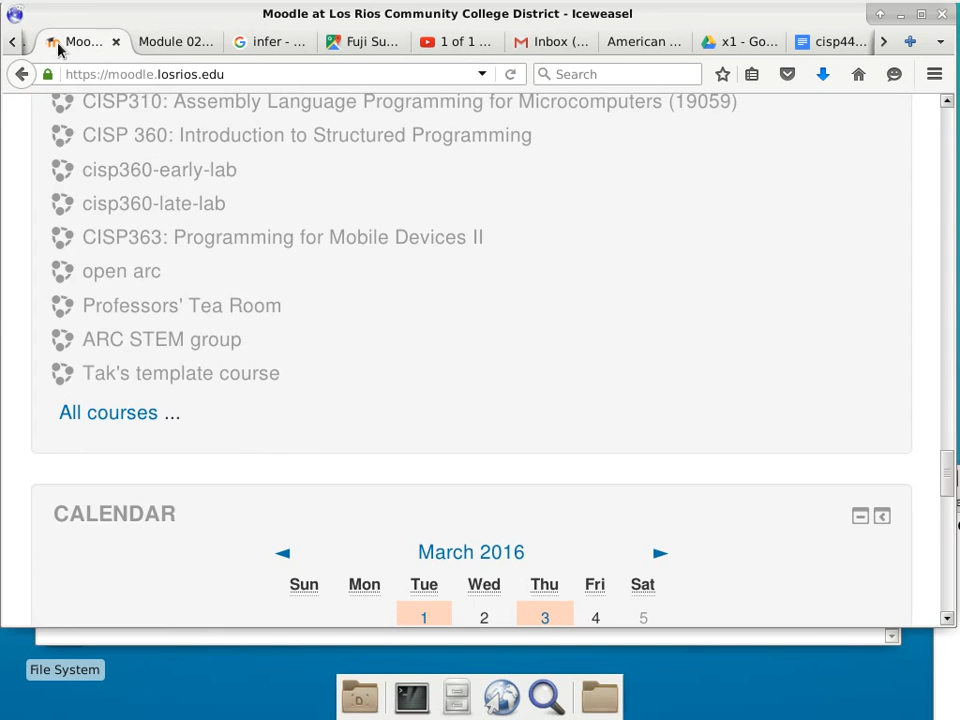 Moodle at Los Rios Community College District - Iceweasel
Moo... Module 02... infer - ... Fuji Su... 1 of 1 ... Inbox (... American ... x1 - Go... cisp44...
https://moodle.losrios.edu Search
CISP310: Assembly Language Programming for Microcomputers (19059)
CISP 360: Introduction to Structured Programming
cisp360-early-lab
cisp360-late-lab
CISP363: Programming for Mobile Devices II
open arc
Professors' Tea Room
ARC STEM group
Tak's template course
All courses ...
CALENDAR
◄ March 2016 ►
Sun Mon Tue Wed Thu Fri Sat
1 2 3 4 5
File System